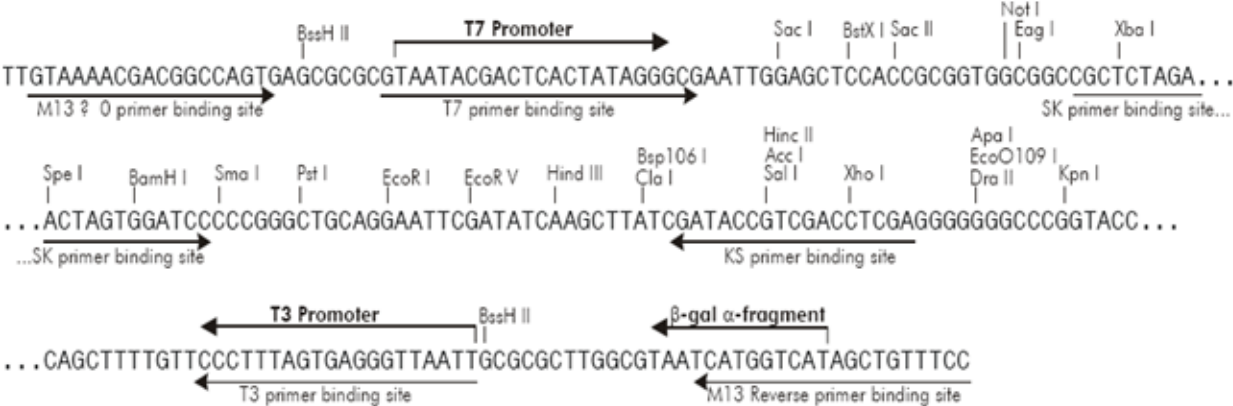 Not I
BssH II T7 Promoter Sac I BstX I Sac II Eag I Xba I
TTGTAAAACGACGGCCAGTGAGCGCGCGTAATACGACTCACTATAGGGCGAATTGGAGCTCCACCGCGGTGGCGGCCGCTCTAGA...
M13 ? 0 primer binding site T7 primer binding site SK primer binding site...
Hinc II Apa I
Bsp106 I Acc I EcoO109 I
Spe I BamH I Sma I Pst I EcoR I EcoR V Hind III Cla I Sal I Xho I Dra II Kpn I
...ACTAGTGGATCCCCCGGGCTGCAGGAATTCGATATCAAGCTTATCGATACCGTCGACCTCGAGGGGGGGCCCGGTACC...
...SK primer binding site KS primer binding site
T3 Promoter BssH II β-gal α-fragment
...CAGCTTTTGTTCCCTTTAGTGAGGGTTAATTGCGCGCTTGGCGTAATCATGGTCATAGCTGTTTCC
T3 primer binding site M13 Reverse primer binding site